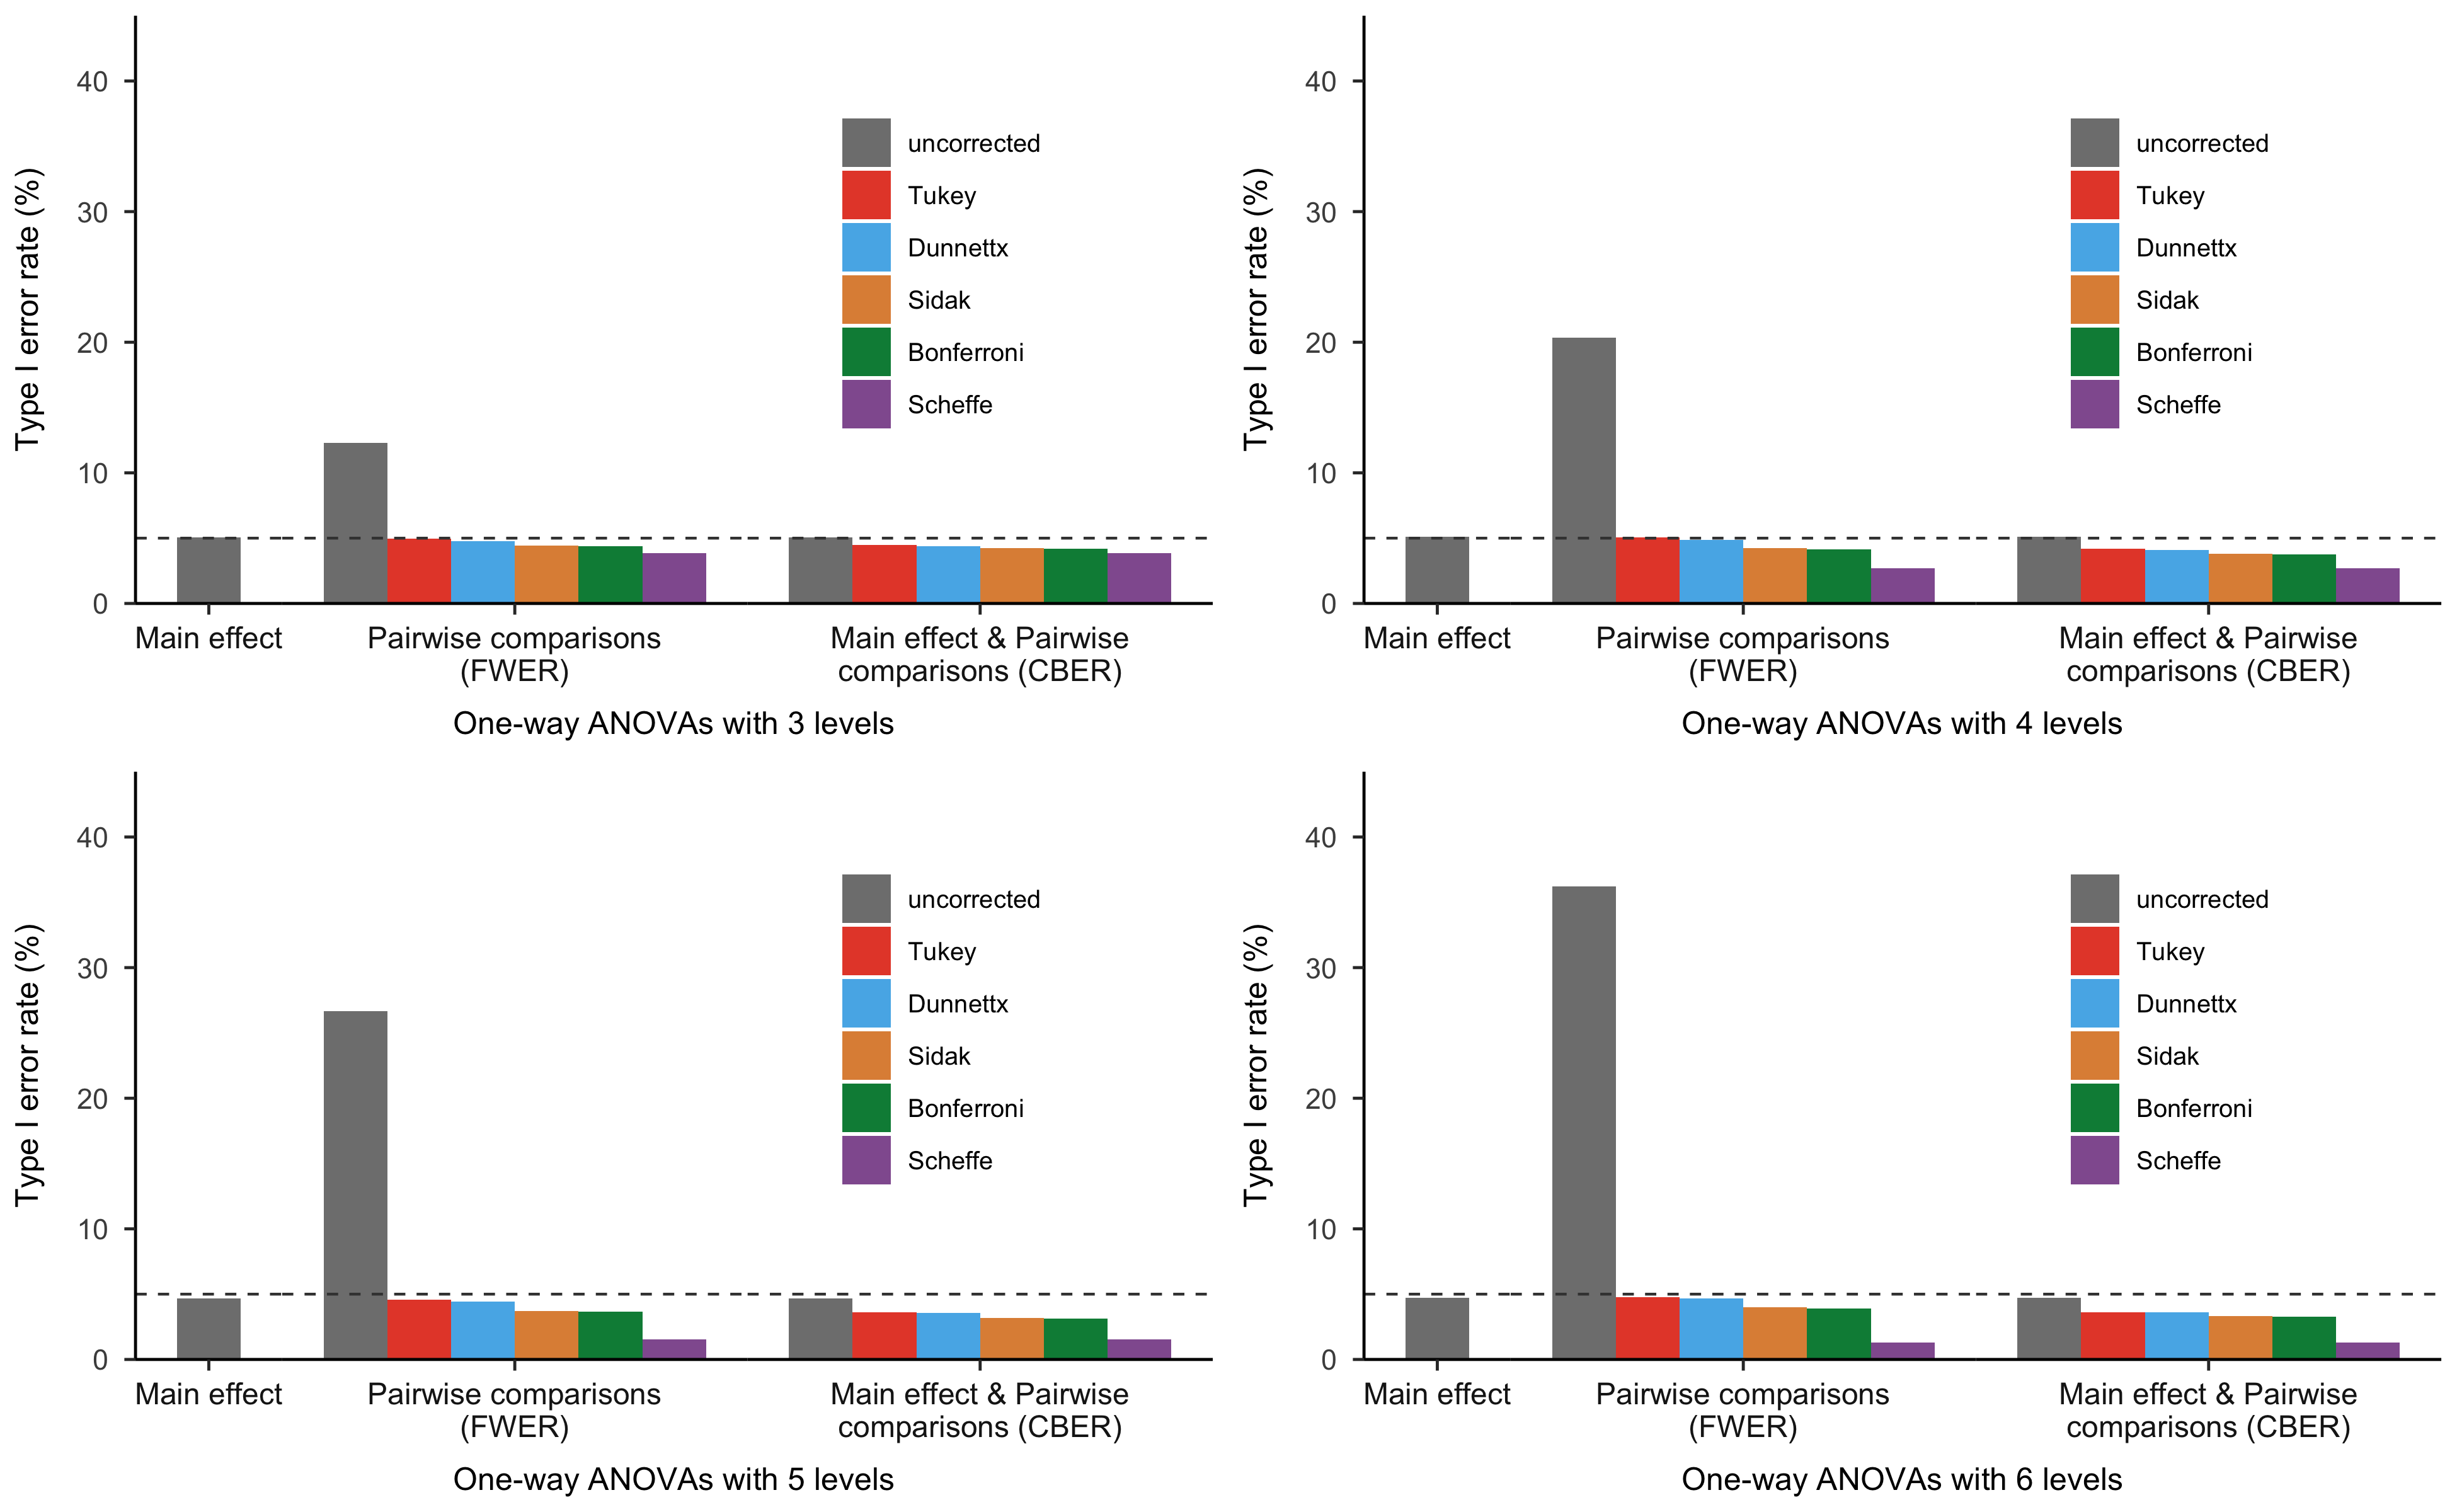 Type I error rate (%)
40
30
20
10
0
uncorrected
Tukey
Dunnettx
Sidak
Bonferroni
Scheffe
Main effect
Pairwise comparisons
(FWER)
Main effect & Pairwise
comparisons (CBER)
One-way ANOVAs with 3 levels
Type I error rate (%)
40
30
20
10
0
uncorrected
Tukey
Dunnettx
Sidak
Bonferroni
Scheffe
Main effect
Pairwise comparisons
(FWER)
Main effect & Pairwise
comparisons (CBER)
One-way ANOVAs with 4 levels
Type I error rate (%)
40
30
20
10
0
uncorrected
Tukey
Dunnettx
Sidak
Bonferroni
Scheffe
Main effect
Pairwise comparisons
(FWER)
Main effect & Pairwise
comparisons (CBER)
One-way ANOVAs with 5 levels
Type I error rate (%)
40
30
20
10
0
uncorrected
Tukey
Dunnettx
Sidak
Bonferroni
Scheffe
Main effect
Pairwise comparisons
(FWER)
Main effect & Pairwise
comparisons (CBER)
One-way ANOVAs with 6 levels